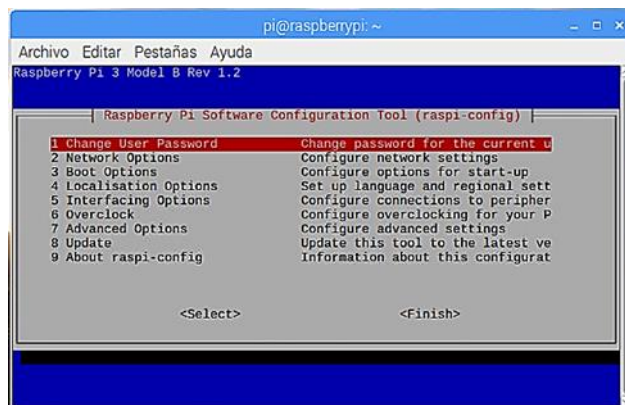 pi@raspberrypi: ~
Archivo Editar Pestañas Ayuda
Raspberry Pi 3 Model B Rev 1.2
Raspberry Pi Software Configuration Tool (raspi-config)
1 Change User Password Change password for the current u
2 Network Options Configure network settings
3 Boot Options Configure options for start-up
4 Localisation Options Set up language and regional sett
5 Interfacing Options Configure connections to peripher
6 Overclock Configure overclocking for your P
7 Advanced Options Configure advanced settings
8 Update Update this tool to the latest ve
9 About raspi-config Information about this configurat
<Select> <Finish>